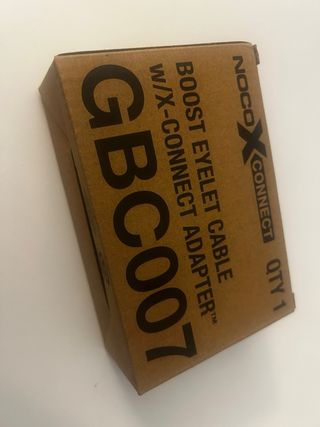 NOCO X CONNECT QTY 1
BOOST EYELET CABLE
W/X-CONNECT ADAPTER™
GBC007